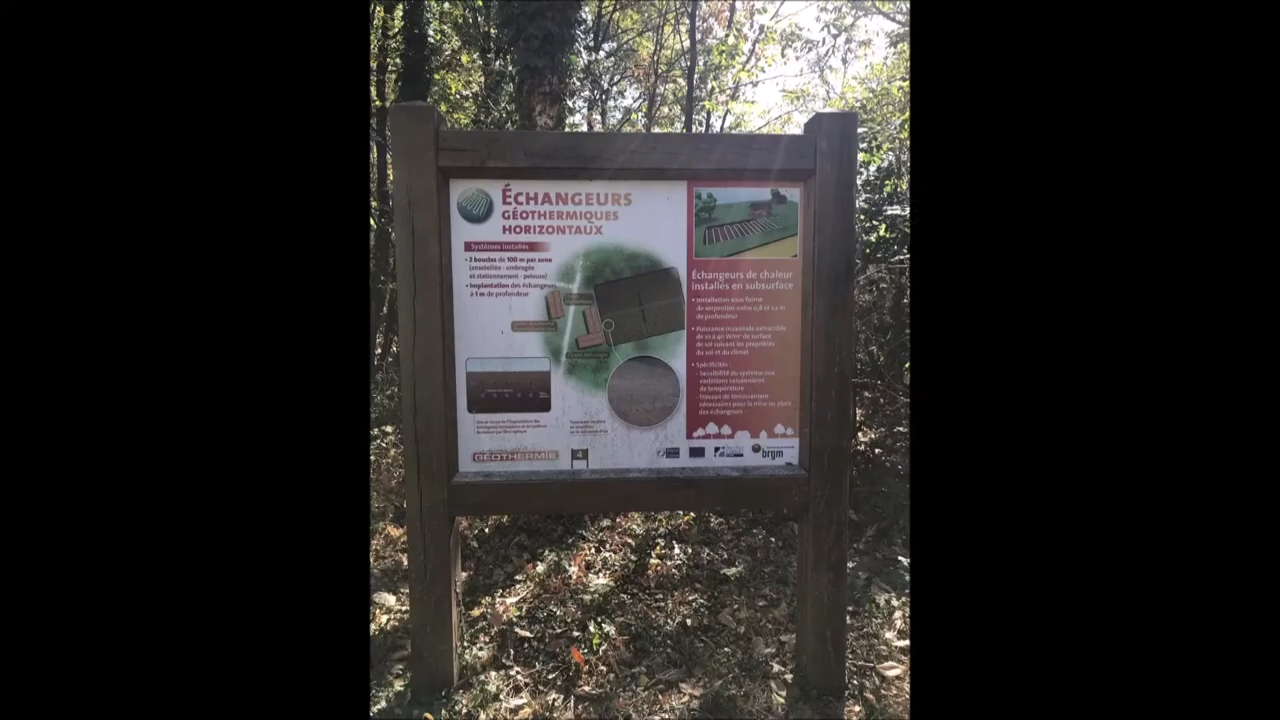 ÉCHANGEURS
GÉOTHERMIQUES
HORIZONTAUX
Systèmes installés
• 2 boucles de 100 m par zone
(ensoleillée - ombragée
et stationnement - pelouse)
• Implantation des échangeurs
à 1 m de profondeur
GÉOTHERMIE
4
Échangeurs de chaleur
installés en subsurface
• Installation sous forme
de serpentins entre 0,8 et 1,2 m
de profondeur
• Puissance maximale extractible
de 10 à 40 W/m² de surface
de sol suivant les propriétés
du sol et du climat
• Spécificités :
- Sensibilité du système aux
variations saisonnières
de température
- Travaux de terrassement
nécessaires pour la mise en place
des échangeurs
brgm